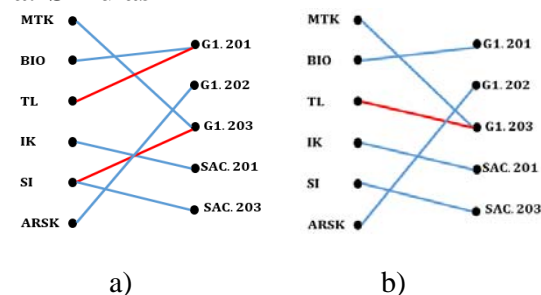 MTK
BIO
TL
IK
SI
ARSK
G1.201
G1.202
G1.203
SAC.201
SAC.203
MTK
BIO
TL
IK
SI
ARSK
G1.201
G1.202
G1.203
SAC.201
SAC.203
a)
b)